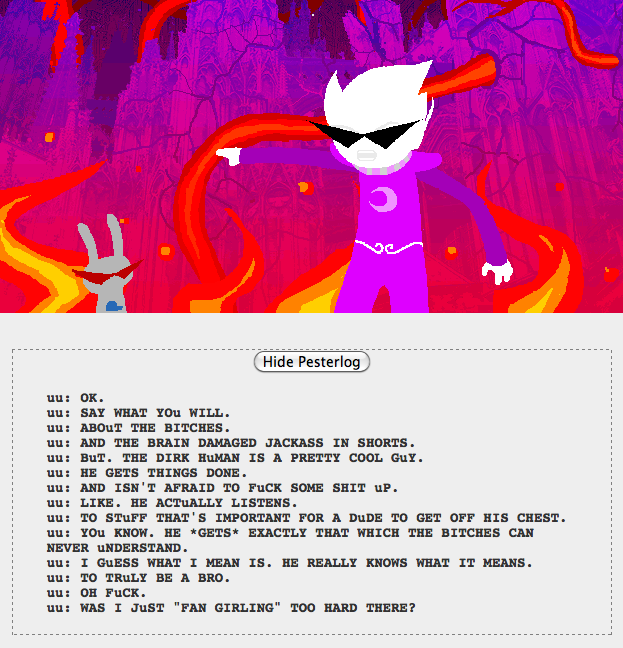 Hide Pesterlog
uu: OK.
uu: SAY WHAT YOu WILL.
uu: ABOuT THE BITCHES.
uu: AND THE BRAIN DAMAGED JACKASS IN SHORTS.
uu: BuT. THE DIRK HuMAN IS A PRETTY COOL GuY.
uu: HE GETS THINGS DONE.
uu: AND ISN'T AFRAID TO FuCK SOME SHIT uP.
uu: LIKE. HE ACTuALLY LISTENS.
uu: TO STuFF THAT'S IMPORTANT FOR A DuDE TO GET OFF HIS CHEST.
uu: YOu KNOW. HE *GETS* EXACTLY THAT WHICH THE BITCHES CAN
NEVER uNDERSTAND.
uu: I GuESS WHAT I MEAN IS. HE REALLY KNOWS WHAT IT MEANS.
uu: TO TRuLY BE A BRO.
uu: OH FuCK.
uu: WAS I JuST "FAN GIRLING" TOO HARD THERE?